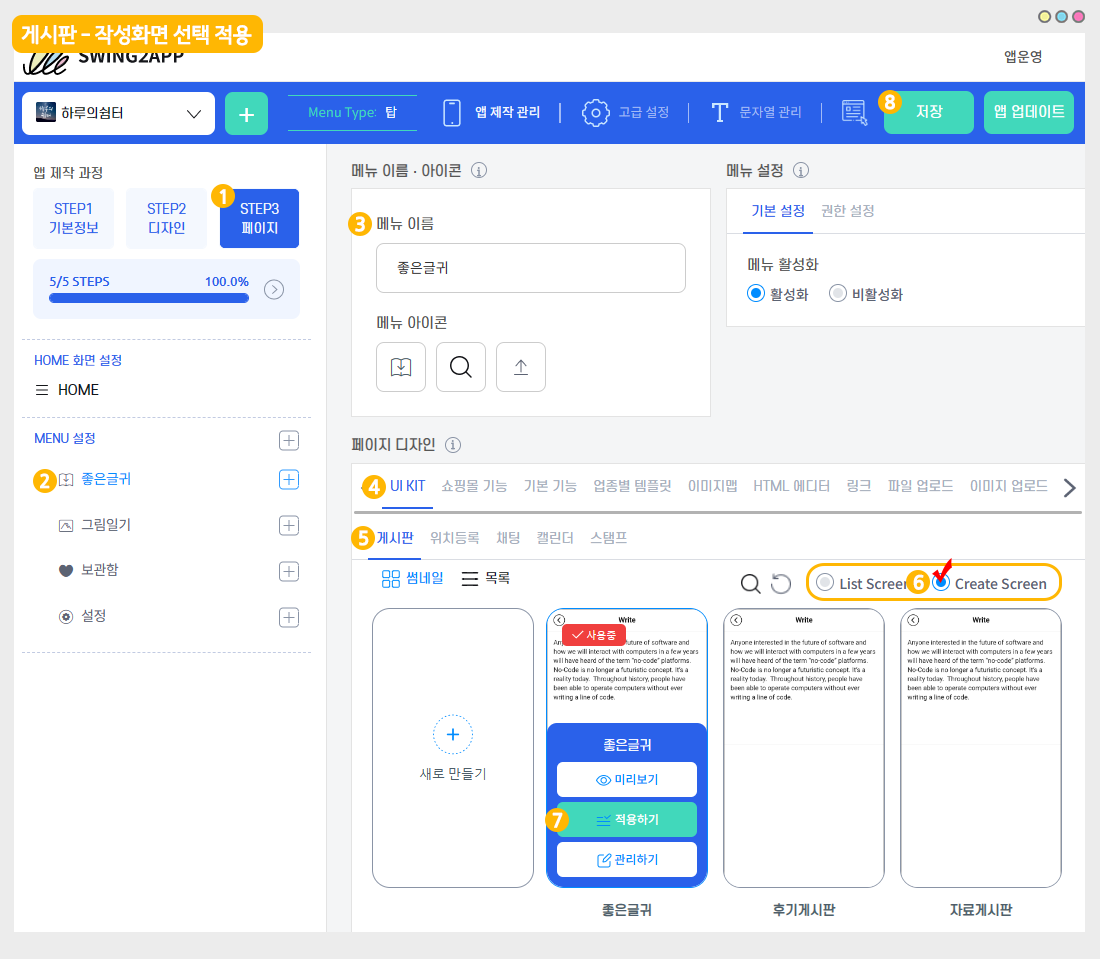 게시판 - 작성화면 선택 적용
SWING2APP
앱운영
하루의쉼터
+
Menu Type: 탑
앱 제작 관리
고급 설정
문자열 관리
8
저장
앱 업데이트
앱 제작 과정
STEP1
기본정보
STEP2
디자인
1
STEP3
페이지
5/5 STEPS 100.0%
HOME 화면 설정
HOME
MENU 설정
2 좋은글귀
그림일기
보관함
설정
메뉴 이름 · 아이콘
3 메뉴 이름
좋은글귀
메뉴 아이콘
메뉴 설정
기본 설정 권한 설정
메뉴 활성화
활성화 비활성화
페이지 디자인
4 UI KIT 쇼핑몰 기능 기본 기능 업종별 템플릿 이미지맵 HTML 에디터 링크 파일 업로드 이미지 업로드
5 게시판 위치등록 채팅 캘린더 스탬프
썸네일 목록
List Screen 6 Create Screen
새로 만들기
Write
사용중
Anyone interested in the future of software and
how we will interact with computers in a few years
will have heard of the term "no-code" platforms.
No-Code is no longer a futuristic concept. It's a
reality today. Throughout history, people have
been able to operate computers without ever
writing a line of code.
좋은글귀
미리보기
7 적용하기
관리하기
좋은글귀
Write
Anyone interested in the future of software and
how we will interact with computers in a few years
will have heard of the term "no-code" platforms.
No-Code is no longer a futuristic concept. It's a
reality today. Throughout history, people have
been able to operate computers without ever
writing a line of code.
후기게시판
Write
Anyone interested in the future of software and
how we will interact with computers in a few years
will have heard of the term "no-code" platforms.
No-Code is no longer a futuristic concept. It's a
reality today. Throughout history, people have
been able to operate computers without ever
writing a line of code.
자료게시판